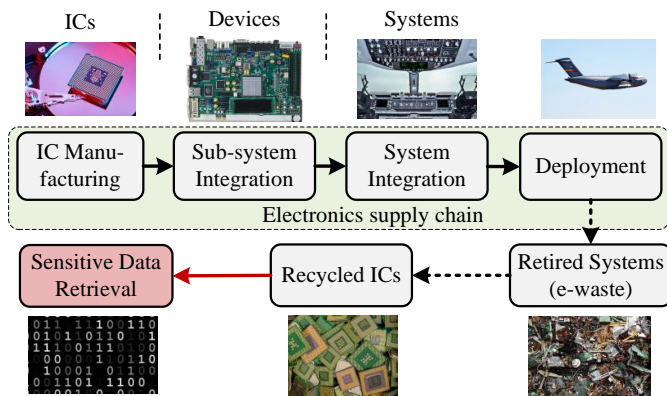 ICs
Devices
Systems
IC Manu-
facturing
Sub-system
Integration
System
Integration
Deployment
Electronics supply chain
Sensitive Data
Retrieval
Recycled ICs
Retired Systems
(e-waste)